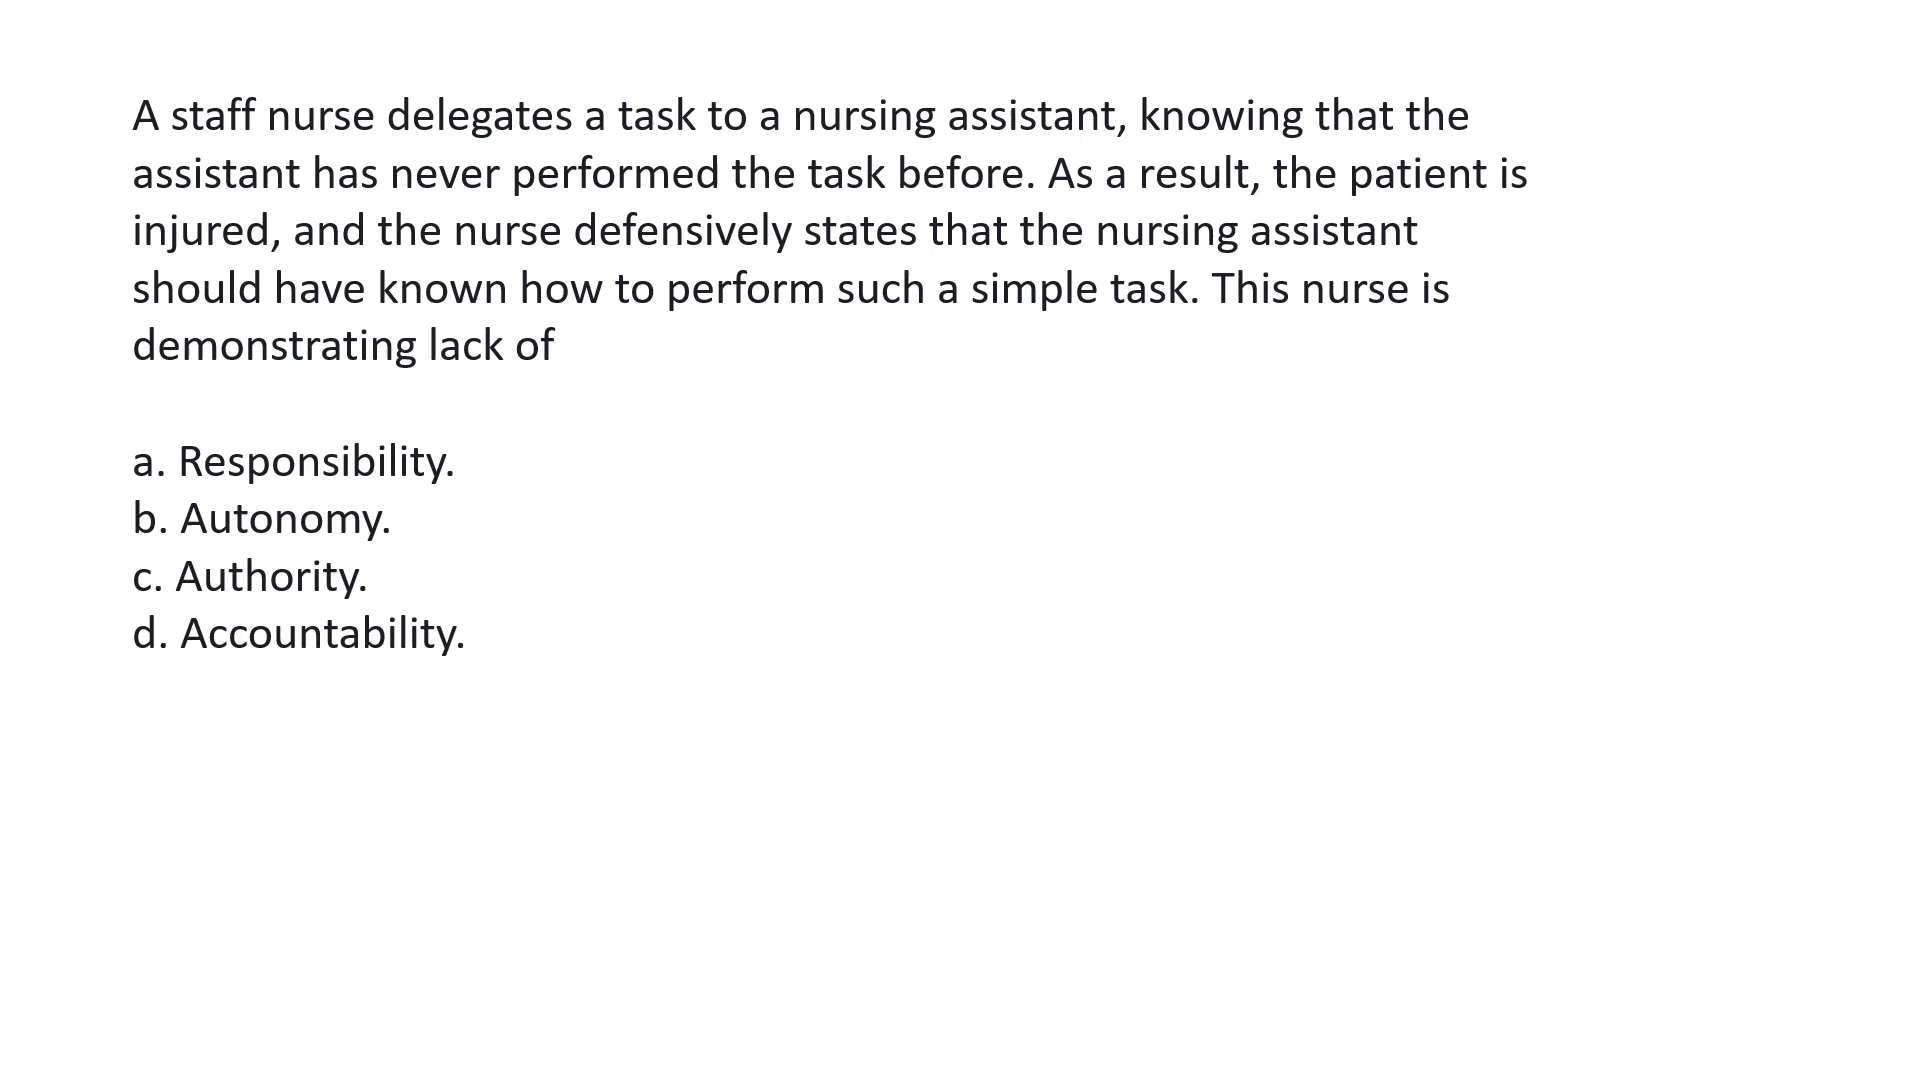 A staff nurse delegates a task to a nursing assistant, knowing that the
assistant has never performed the task before. As a result, the patient is
injured, and the nurse defensively states that the nursing assistant
should have known how to perform such a simple task. This nurse is
demonstrating lack of
a. Responsibility.
b. Autonomy.
c. Authority.
d. Accountability.